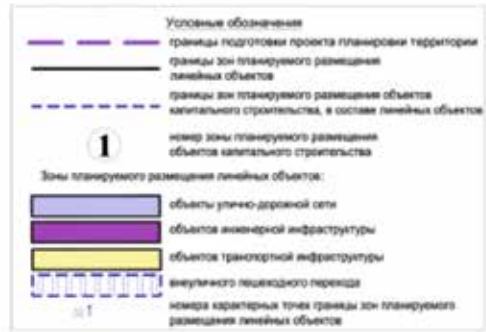 Условные обозначения
границы подготовки проекта планировки территории
границы зон планируемого размещения
линейных объектов
границы зон планируемого размещения объектов
капитального строительства, в составе линейных объектов
1
номер зоны планируемого размещения
объектов капитального строительства
Зоны планируемого размещения линейных объектов:
объекты улично-дорожной сети
объектов инженерной инфраструктуры
объектов транспортной инфраструктуры
внеуличного пешеходного перехода
1
номера характерных точек границы зон планируемого
размещения линейных объектов